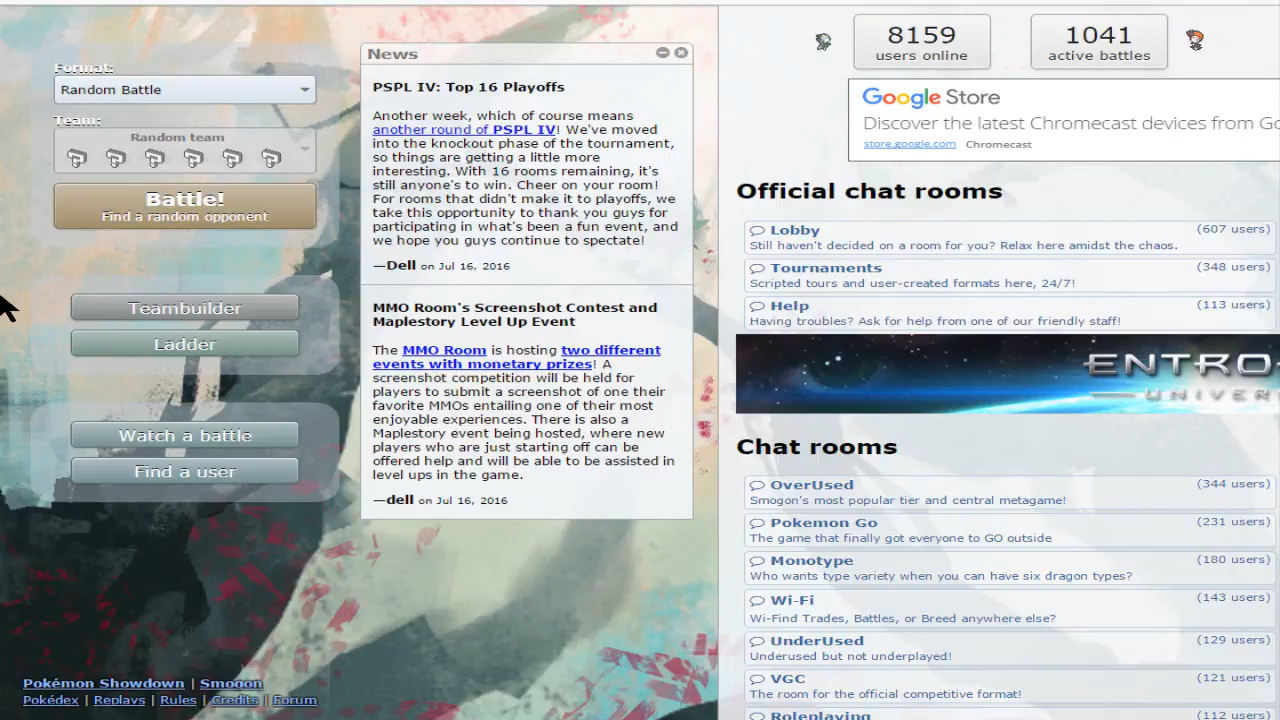 Format:
Random Battle
Team:
Random team
Battle!
Find a random opponent
Teambuilder
Ladder
Watch a battle
Find a user
Pokémon Showdown | Smogon
Pokédex | Replays | Rules | Credits | Forum
News
PSPL IV: Top 16 Playoffs
Another week, which of course means
another round of PSPL IV! We've moved
into the knockout phase of the tournament,
so things are getting a little more
interesting. With 16 rooms remaining, it's
still anyone's to win. Cheer on your room!
For rooms that didn't make it to playoffs, we
take this opportunity to thank you guys for
participating in what's been a fun event, and
we hope you guys continue to spectate!
—Dell on Jul 16, 2016
MMO Room's Screenshot Contest and
Maplestory Level Up Event
The MMO Room is hosting two different
events with monetary prizes! A
screenshot competition will be held for
players to submit a screenshot of one their
favorite MMOs entailing one of their most
enjoyable experiences. There is also a
Maplestory event being hosted, where new
players who are just starting off can be
offered help and will be able to be assisted in
level ups in the game.
—dell on Jul 16, 2016
8159
users online
1041
active battles
Google Store
Discover the latest Chromecast devices from Go
store.google.com Chromecast
Official chat rooms
Lobby (607 users)
Still haven't decided on a room for you? Relax here amidst the chaos.
Tournaments (348 users)
Scripted tours and user-created formats here, 24/7!
Help (113 users)
Having troubles? Ask for help from one of our friendly staff!
ENTRO
UNIVER
Chat rooms
OverUsed (344 users)
Smogon's most popular tier and central metagame!
Pokemon Go (231 users)
The game that finally got everyone to GO outside
Monotype (180 users)
Who wants type variety when you can have six dragon types?
Wi-Fi (143 users)
Wi-Find Trades, Battles, or Breed anywhere else?
UnderUsed (129 users)
Underused but not underplayed!
VGC (121 users)
The room for the official competitive format!
Roleplaying (112 users)